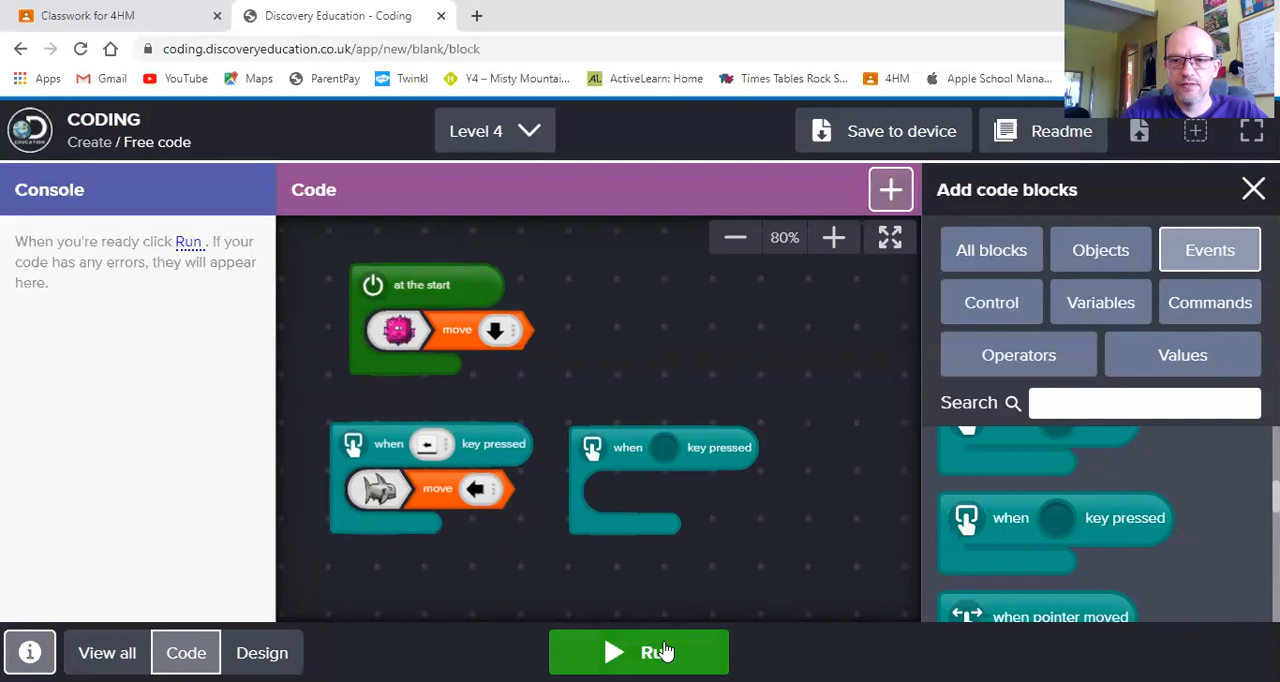 Classwork for 4HM
Discovery Education - Coding
coding.discoveryeducation.co.uk/app/new/blank/block
Apps
Gmail
YouTube
Maps
ParentPay
Twinkl
Y4 – Misty Mountai...
ActiveLearn: Home
Times Tables Rock S...
4HM
Apple School Mana...
CODING
Create / Free code
Level 4
Save to device
Readme
Console
Code
Add code blocks
When you're ready click Run . If your
code has any errors, they will appear
here.
80%
All blocks
Objects
Events
Control
Variables
Commands
Operators
Values
Search
at the start
move
when key pressed
move
when key pressed
when key pressed
when pointer moved
View all
Code
Design
Run